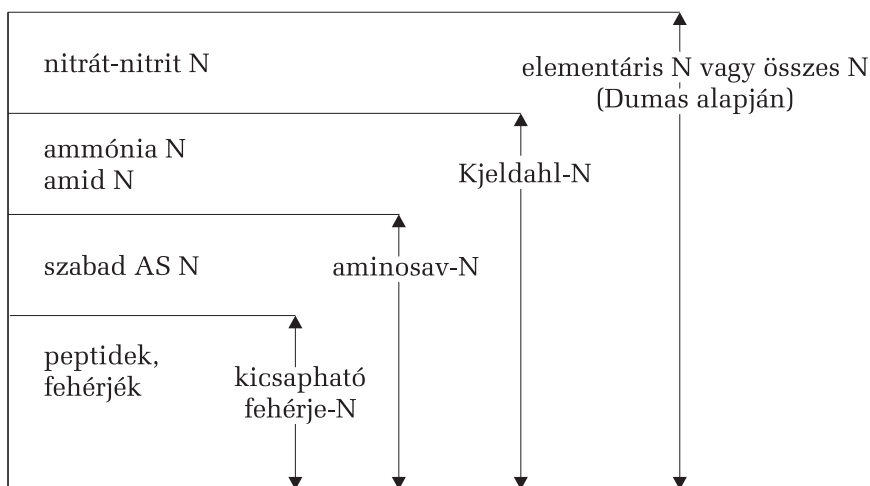 nitrát-nitrit N
elementáris N vagy összes N
(Dumas alapján)
ammónia N
amid N
Kjeldahl-N
szabad AS N
aminosav-N
peptidek,
fehérjék
kicsapható
fehérje-N